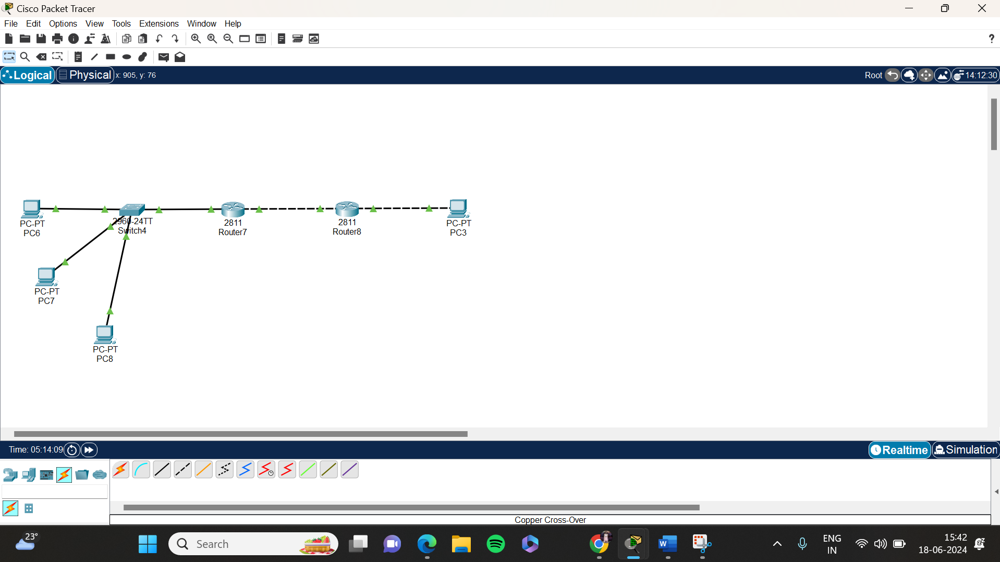 Cisco Packet Tracer
File Edit Options View Tools Extensions Window Help
?
Logical Physical x: 905, y: 76 Root 14:12:30
PC-PT
PC6
2960-24TT
Switch4
2811
Router7
2811
Router8
PC-PT
PC3
PC-PT
PC7
PC-PT
PC8
Time: 05:14:09 Realtime Simulation
Copper Cross-Over
23°
Search
ENG
IN
15:42
18-06-2024